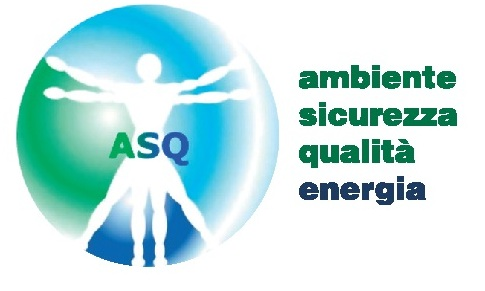 ASQ
ambiente
sicurezza
qualità
energia